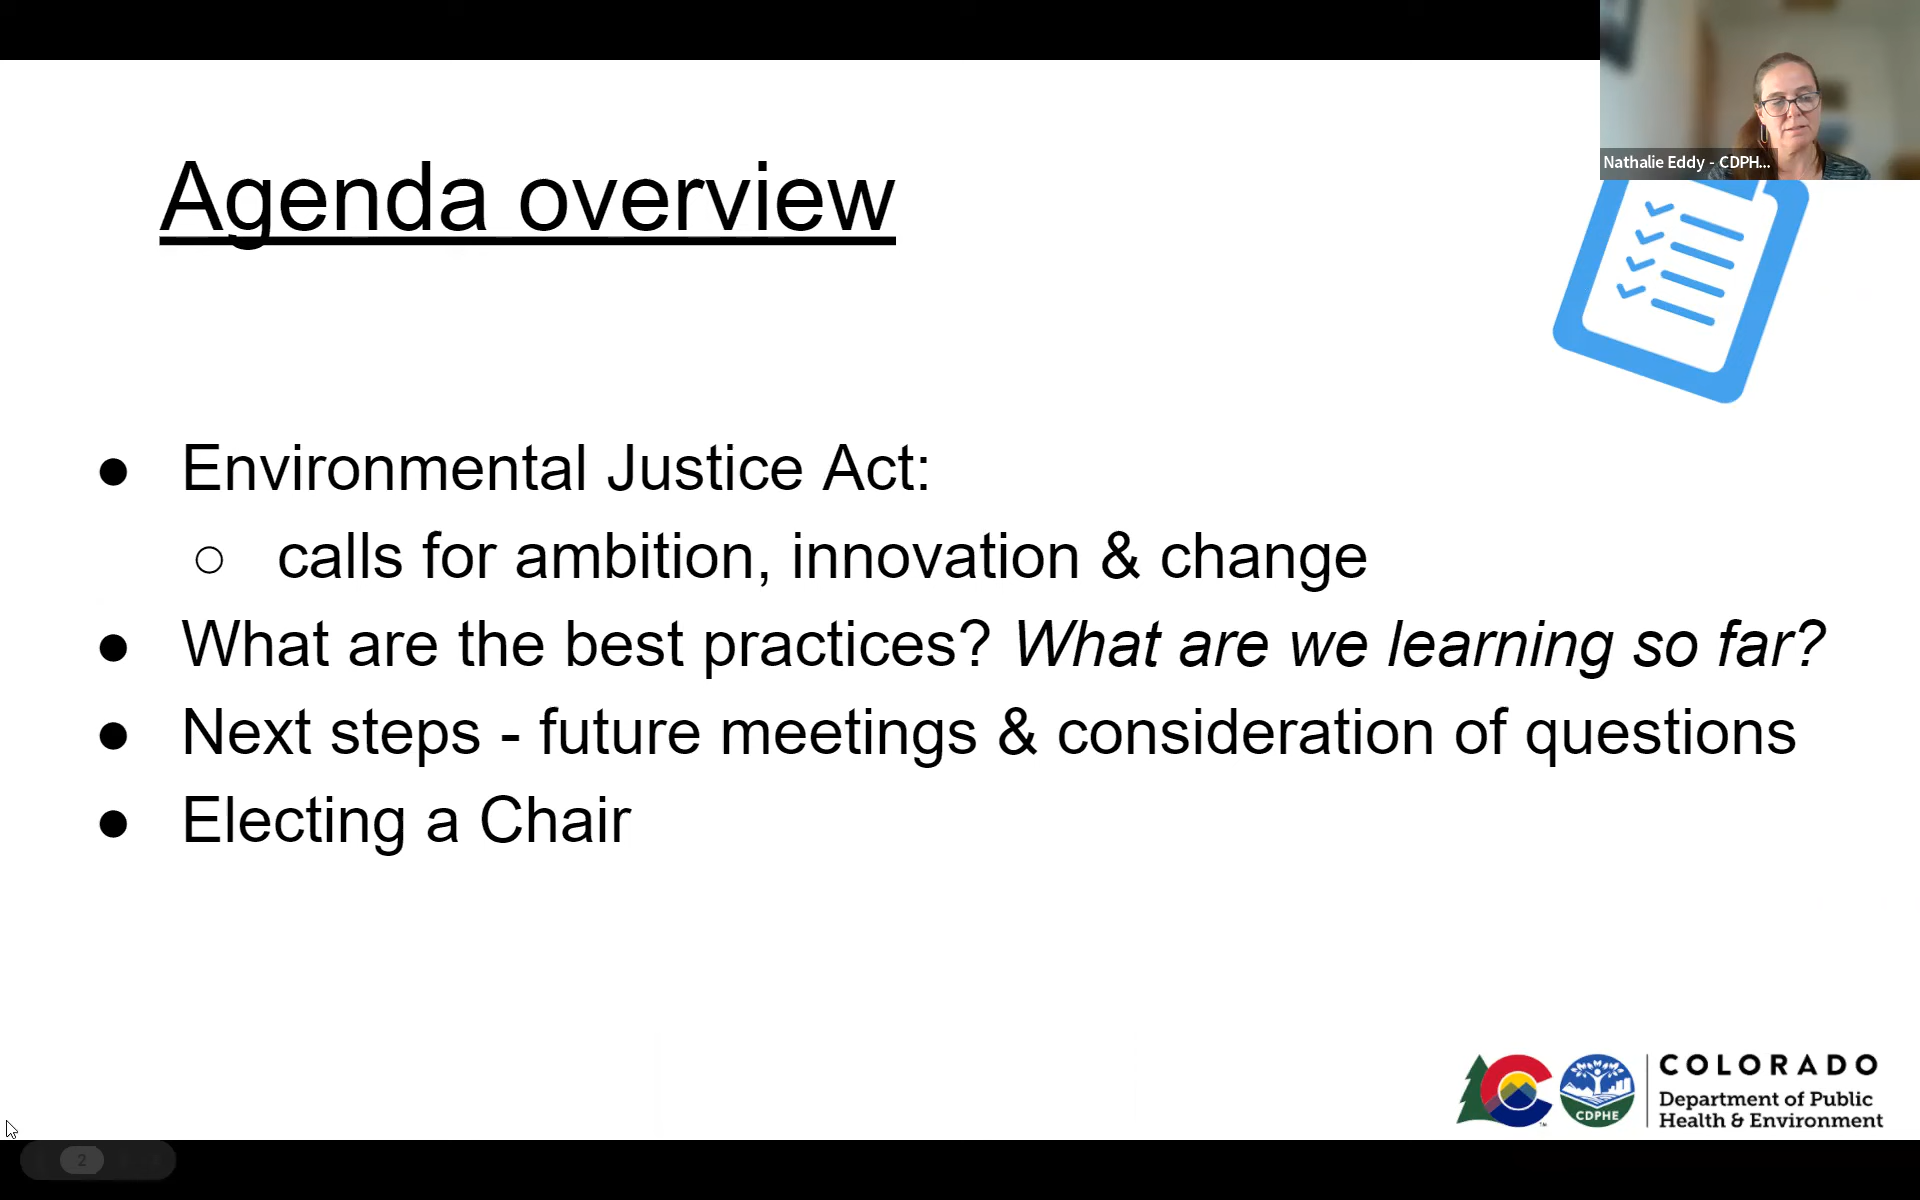 Nathalie Eddy - CDPH...
Agenda overview
● Environmental Justice Act:
○ calls for ambition, innovation & change
● What are the best practices? What are we learning so far?
● Next steps - future meetings & consideration of questions
● Electing a Chair
CDPHE
COLORADO
Department of Public
Health & Environment
2